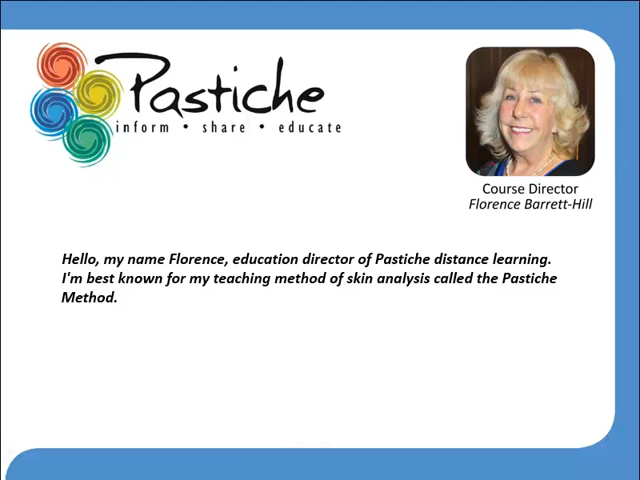 Pastiche
inform • share • educate
Course Director
Florence Barrett-Hill
Hello, my name Florence, education director of Pastiche distance learning.
I'm best known for my teaching method of skin analysis called the Pastiche
Method.